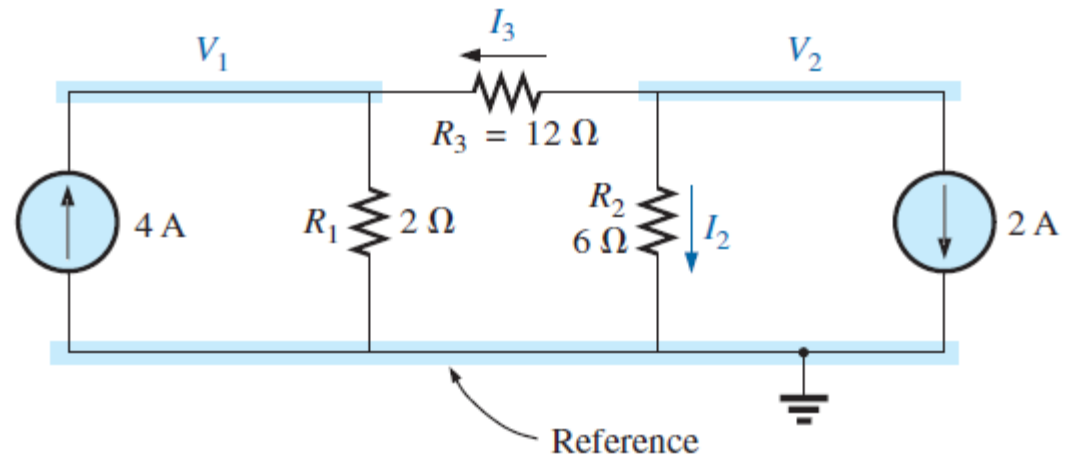 I₃
V₁
V₂
R₃ = 12 Ω
4 A
R₁
2 Ω
R₂
6 Ω
I₂
2 A
Reference